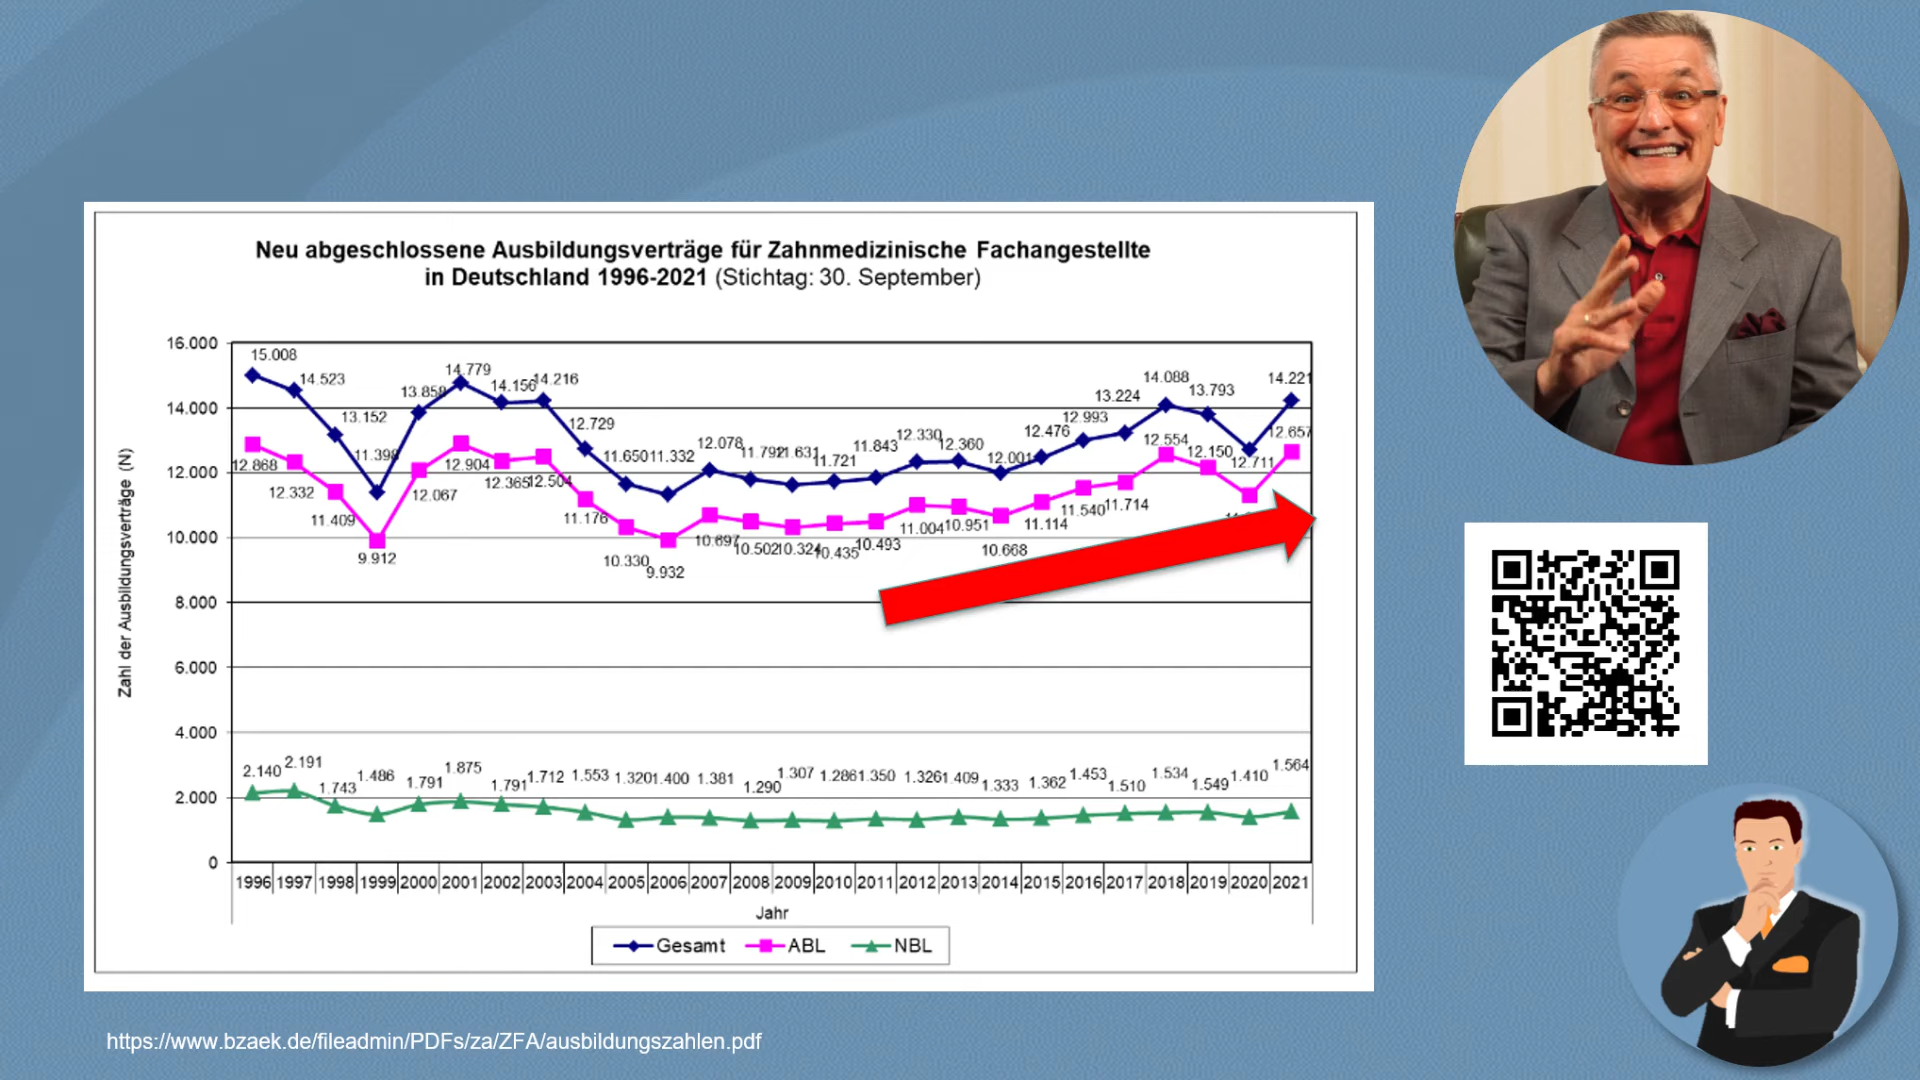 Neu abgeschlossene Ausbildungsverträge für Zahnmedizinische Fachangestellte
in Deutschland 1996-2021 (Stichtag: 30. September)
Zahl der Ausbildungsverträge (N)
16.000
14.000
12.000
10.000
8.000
6.000
4.000
2.000
0
15.008 14.523 13.152 11.398 13.858 14.779 14.156 14.216 12.729 11.650 11.332 12.078 11.792 11.631 11.721 11.843 12.330 12.360 12.001 12.476 12.993 13.224 14.088 13.793 12.711 14.221
12.868 12.332 11.409 9.912 12.067 12.904 12.365 12.504 11.176 10.330 9.932 10.697 10.502 10.324 10.435 10.493 11.004 10.951 10.668 11.114 11.540 11.714 12.554 12.150 12.657
2.140 2.191 1.743 1.486 1.791 1.875 1.791 1.712 1.553 1.320 1.400 1.381 1.290 1.307 1.286 1.350 1.326 1.409 1.333 1.362 1.453 1.510 1.534 1.549 1.410 1.564
1996 1997 1998 1999 2000 2001 2002 2003 2004 2005 2006 2007 2008 2009 2010 2011 2012 2013 2014 2015 2016 2017 2018 2019 2020 2021
Jahr
Gesamt ABL NBL
https://www.bzaek.de/fileadmin/PDFs/za/ZFA/ausbildungszahlen.pdf